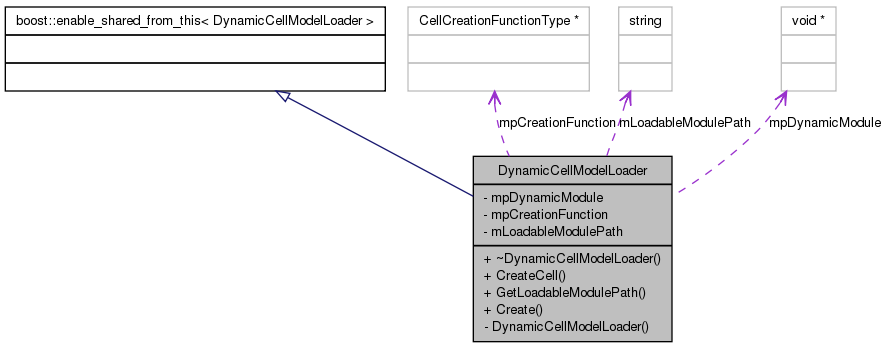 boost::enable_shared_from_this< DynamicCellModelLoader >
CellCreationFunctionType *
string
void *
mpCreationFunction
mLoadableModulePath
mpDynamicModule
DynamicCellModelLoader
- mpDynamicModule
- mpCreationFunction
- mLoadableModulePath
+ ~DynamicCellModelLoader()
+ CreateCell()
+ GetLoadableModulePath()
+ Create()
- DynamicCellModelLoader()